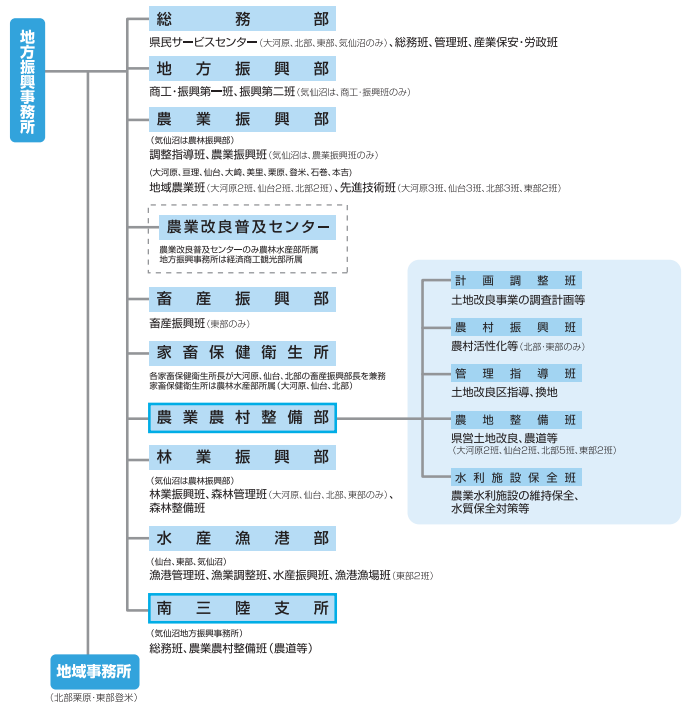 地方振興事務所
総務部
県民サービスセンター(大河原、北部、東部、気仙沼のみ)、総務班、管理班、産業保安・労政班
地方振興部
商工・振興第一班、振興第二班(気仙沼は、商工・振興班のみ)
農業振興部
(気仙沼は農林振興部)
調整指導班、農業振興班(気仙沼は、農業振興班のみ)
(大河原、亘理、仙台、大崎、美里、栗原、登米、石巻、本吉)
地域農業班(大河原2班、仙台2班、北部2班)、先進技術班(大河原3班、仙台3班、北部3班、東部2班)
農業改良普及センター
農業改良普及センターのみ農林水産部所属
地方振興事務所は経済商工観光部所属
畜産振興部
畜産振興班(東部のみ)
家畜保健衛生所
各家畜保健衛生所長が大河原、仙台、北部の畜産振興部長を兼務
家畜保健衛生所は農林水産部所属(大河原、仙台、北部)
農業農村整備部
林業振興部
(気仙沼は農林振興部)
林業振興班、森林管理班(大河原、仙台、北部、東部のみ)、
森林整備班
水産漁港部
(仙台、東部、気仙沼)
漁港管理班、漁業調整班、水産振興班、漁港漁場班(東部2班)
南三陸支所
(気仙沼地方振興事務所)
総務班、農業農村整備班(農道等)
計画調整班
土地改良事業の調査計画等
農村振興班
農村活性化等(北部・東部のみ)
管理指導班
土地改良区指導、換地
農地整備班
県営土地改良、農道等
(大河原2班、仙台2班、北部5班、東部2班)
水利施設保全班
農業水利施設の維持保全、
水質保全対策等
地域事務所
(北部栗原・東部登米)